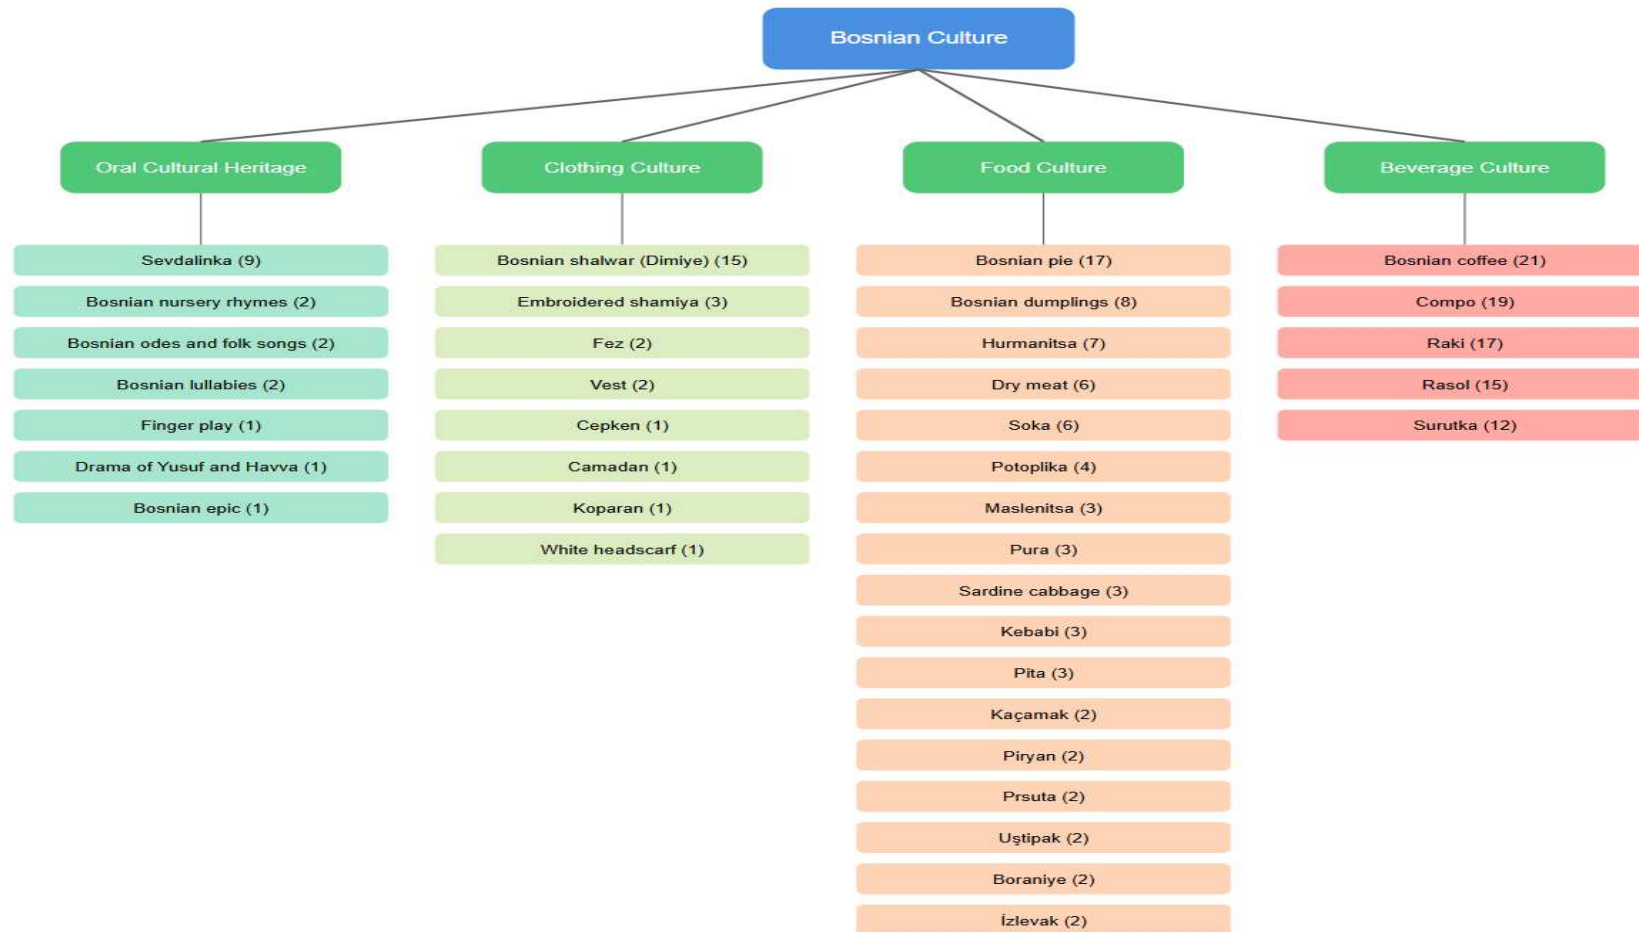 Bosnian Culture
Oral Cultural Heritage
Sevdalinka (9)
Bosnian nursery rhymes (2)
Bosnian odes and folk songs (2)
Bosnian lullabies (2)
Finger play (1)
Drama of Yusuf and Havva (1)
Bosnian epic (1)
Clothing Culture
Bosnian shalwar (Dimiye) (15)
Embroidered shamiya (3)
Fez (2)
Vest (2)
Cepken (1)
Camadan (1)
Koparan (1)
White headscarf (1)
Food Culture
Bosnian pie (17)
Bosnian dumplings (8)
Hurmanitsa (7)
Dry meat (6)
Soka (6)
Potoplika (4)
Maslenitsa (3)
Pura (3)
Sardine cabbage (3)
Kebabi (3)
Pita (3)
Kaçamak (2)
Piryan (2)
Prsuta (2)
Uştipak (2)
Boraniye (2)
İzlevak (2)
Beverage Culture
Bosnian coffee (21)
Compo (19)
Raki (17)
Rasol (15)
Surutka (12)